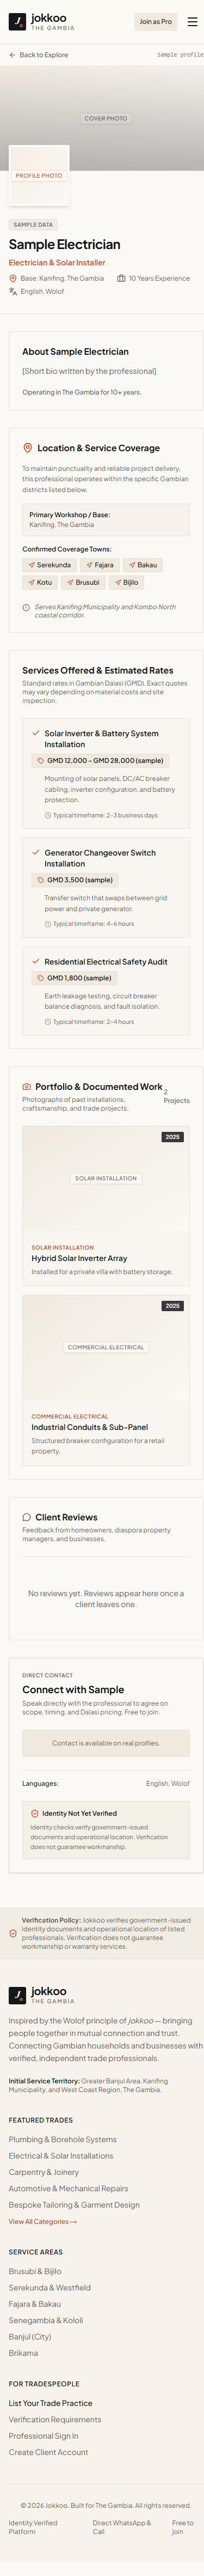 jokkoo
THE GAMBIA
Join as Pro
Back to Explore
Sample profile
COVER PHOTO
PROFILE PHOTO
SAMPLE DATA
Sample Electrician
Electrician & Solar Installer
Base: Kanifing, The Gambia
10 Years Experience
English, Wolof
About Sample Electrician
[Short bio written by the professional]
Operating in The Gambia for 10+ years.
Location & Service Coverage
To maintain punctuality and reliable project delivery,
this professional operates within the specific Gambian
districts listed below.
Primary Workshop / Base:
Kanifing, The Gambia
Confirmed Coverage Towns:
Serekunda
Fajara
Bakau
Kotu
Brusubi
Bijilo
Serves Kanifing Municipality and Kombo North
coastal corridor.
Services Offered & Estimated Rates
Standard rates in Gambian Dalasi (GMD). Exact quotes
may vary depending on material costs and site
inspection.
Solar Inverter & Battery System
Installation
GMD 12,000 – GMD 28,000 (sample)
Mounting of solar panels, DC/AC breaker
cabling, inverter configuration, and battery
protection.
Typical timeframe: 2–3 business days
Generator Changeover Switch
Installation
GMD 3,500 (sample)
Transfer switch that swaps between grid
power and private generator.
Typical timeframe: 4–6 hours
Residential Electrical Safety Audit
GMD 1,800 (sample)
Earth leakage testing, circuit breaker
balance diagnosis, and fault isolation.
Typical timeframe: 2–4 hours
Portfolio & Documented Work
Photographs of past installations,
craftsmanship, and trade projects.
2
Projects
2025
SOLAR INSTALLATION
SOLAR INSTALLATION
Hybrid Solar Inverter Array
Installed for a private villa with battery storage.
2025
COMMERCIAL ELECTRICAL
COMMERCIAL ELECTRICAL
Industrial Conduits & Sub-Panel
Structured breaker configuration for a retail
property.
Client Reviews
Feedback from homeowners, diaspora property
managers, and businesses.
No reviews yet. Reviews appear here once a
client leaves one.
DIRECT CONTACT
Connect with Sample
Speak directly with the professional to agree on
scope, timing, and Dalasi pricing. Free to join.
Contact is available on real profiles.
Languages:
English, Wolof
Identity Not Yet Verified
Identity checks verify government-issued
documents and operational location. Verification
does not guarantee workmanship.
Verification Policy: Jokkoo verifies government-issued
identity documents and operational location of listed
professionals. Verification does not guarantee
workmanship or warranty services.
jokkoo
THE GAMBIA
Inspired by the Wolof principle of jokkoo — bringing
people together in mutual connection and trust.
Connecting Gambian households and businesses with
verified, independent trade professionals.
Initial Service Territory: Greater Banjul Area, Kanifing
Municipality, and West Coast Region, The Gambia.
FEATURED TRADES
Plumbing & Borehole Systems
Electrical & Solar Installations
Carpentry & Joinery
Automotive & Mechanical Repairs
Bespoke Tailoring & Garment Design
View All Categories →
SERVICE AREAS
Brusubi & Bijilo
Serekunda & Westfield
Fajara & Bakau
Senegambia & Kololi
Banjul (City)
Brikama
FOR TRADESPEOPLE
List Your Trade Practice
Verification Requirements
Professional Sign In
Create Client Account
© 2026 Jokkoo. Built for The Gambia. All rights reserved.
Identity Verified
Platform
Direct WhatsApp &
Call
Free to
join